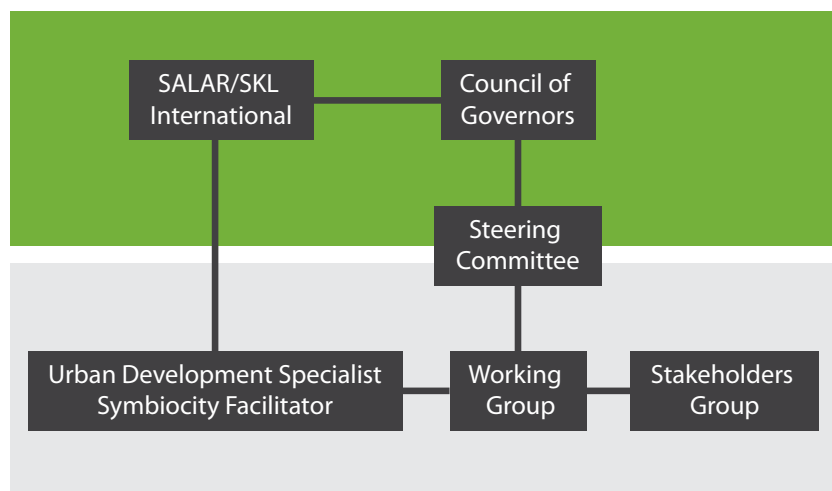 SALAR/SKL
International
Council of
Governors
Steering
Committee
Urban Development Specialist
Symbiocity Facilitator
Working
Group
Stakeholders
Group